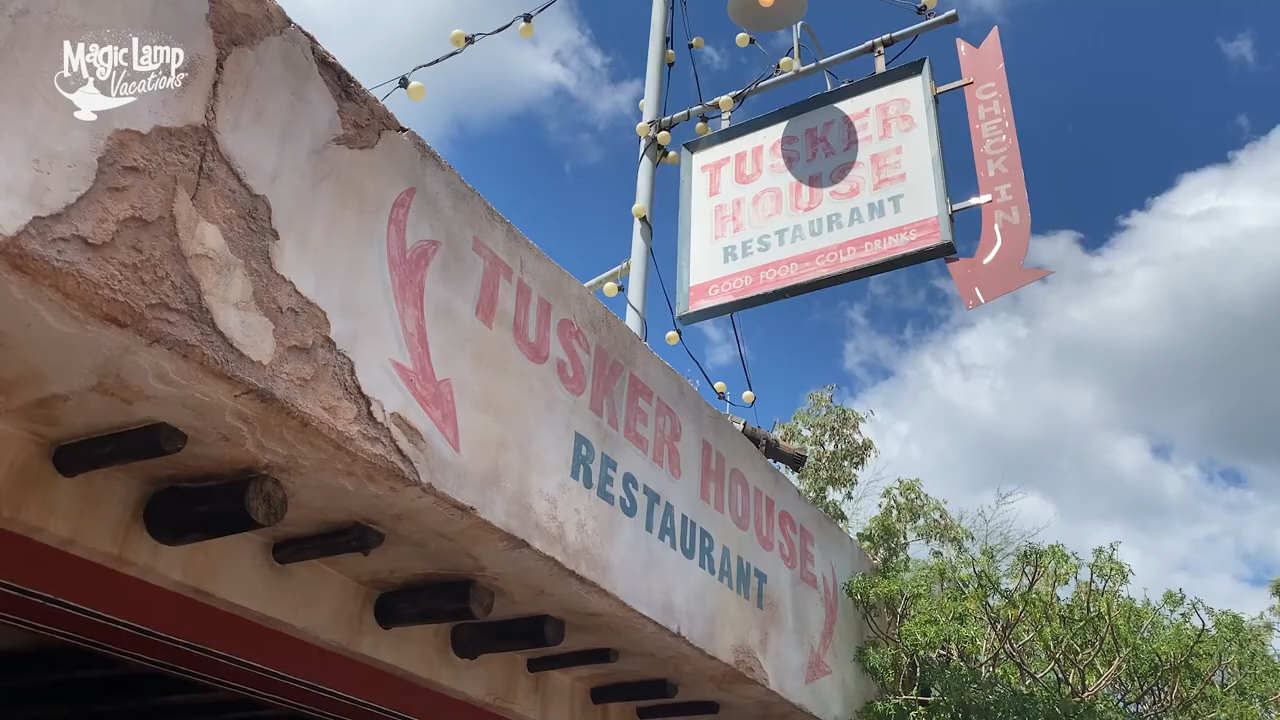 Magic Lamp
Vacations
TUSKER
HOUSE
RESTAURANT
GOOD FOOD - COLD DRINKS
CHECK IN
TUSKER HOUSE
RESTAURANT